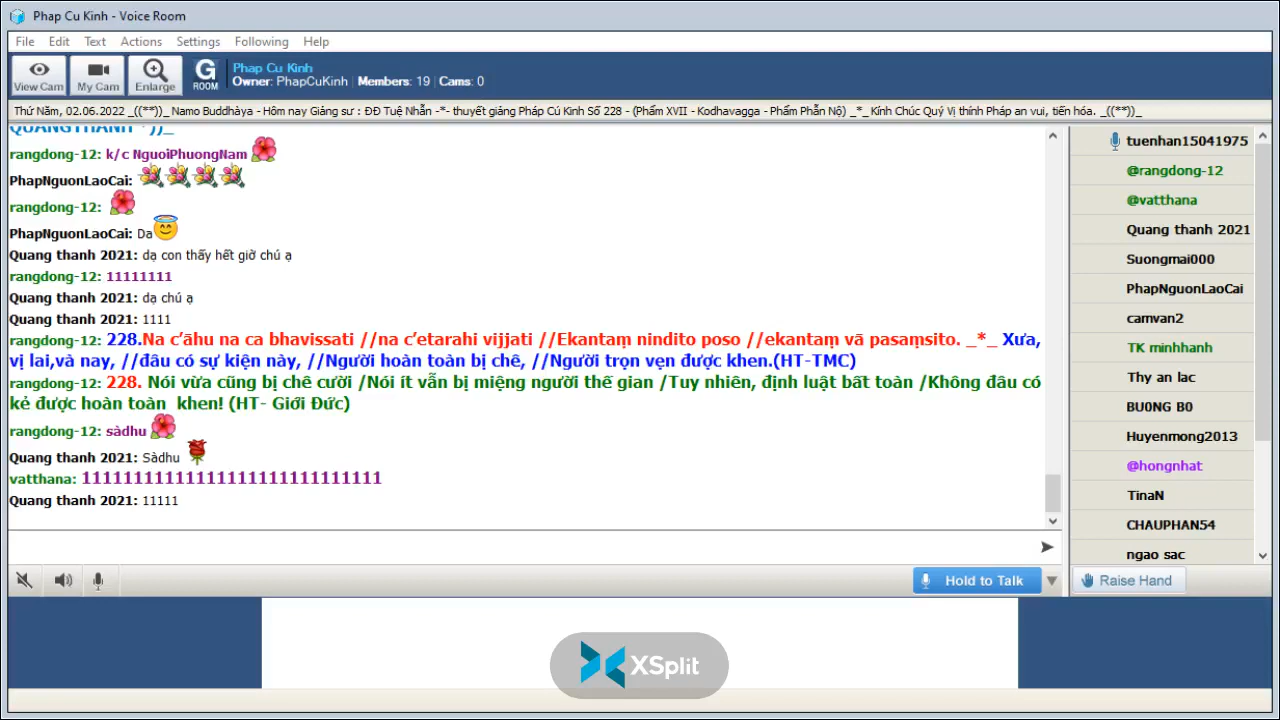 Phap Cu Kinh - Voice Room
File Edit Text Actions Settings Following Help
View Cam My Cam Enlarge G ROOM
Phap Cu Kinh
Owner: PhapCuKinh | Members: 19 | Cams: 0
Thứ Năm, 02.06.2022 _((**))_ Namo Buddhàya - Hôm nay Giảng sư : ĐĐ Tuệ Nhẫn -*- thuyết giảng Pháp Cú Kinh Số 228 - (Phẩm XVII - Kodhavagga - Phẩm Phẫn Nộ) _*_ Kính Chúc Quý Vị thính Pháp an vui, tiến hóa. _((**))_
QUANGTHANH *))_
rangdong-12: k/c NguoiPhuongNam
PhapNguonLaoCai:
rangdong-12:
PhapNguonLaoCai: Da
Quang thanh 2021: dạ con thấy hết giờ chú ạ
rangdong-12: 11111111
Quang thanh 2021: dạ chú ạ
Quang thanh 2021: 1111
rangdong-12: 228.Na c’āhu na ca bhavissati //na c’etarahi vijjati //Ekantaṃ nindito poso //ekantaṃ vā pasaṃsito. _*_ Xưa,
vị lai,và nay, //đâu có sự kiện này, //Người hoàn toàn bị chê, //Người trọn vẹn được khen.(HT-TMC)
rangdong-12: 228. Nói vừa cũng bị chê cười /Nói ít vẫn bị miệng người thế gian /Tuy nhiên, định luật bất toàn /Không đâu có
kẻ được hoàn toàn khen! (HT- Giới Đức)
rangdong-12: sàdhu
Quang thanh 2021: Sàdhu
vatthana: 11111111111111111111111111111
Quang thanh 2021: 11111
Hold to Talk
tuenhan15041975
@rangdong-12
@vatthana
Quang thanh 2021
Suongmai000
PhapNguonLaoCai
camvan2
TK minhhanh
Thy an lac
BU0NG B0
Huyenmong2013
@hongnhat
TinaN
CHAUPHAN54
ngao sac
Raise Hand
XSplit